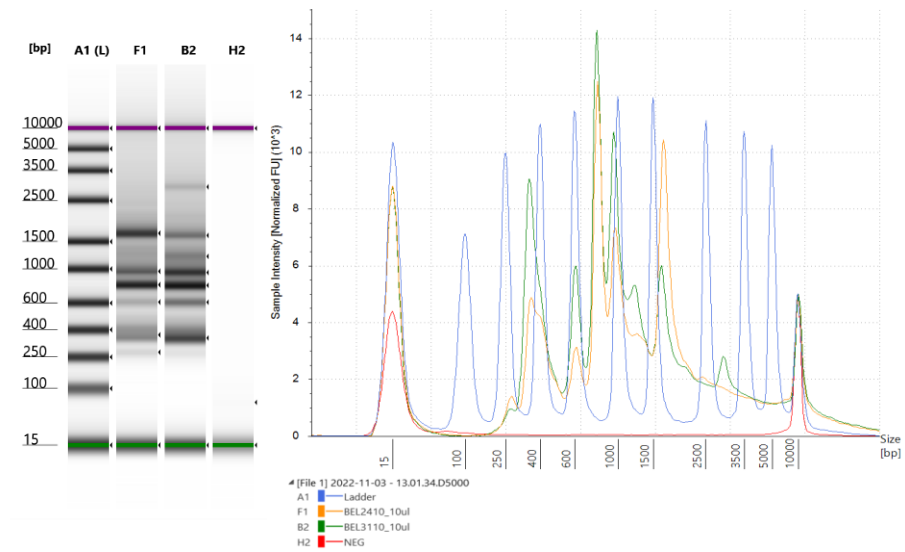 [bp] A1 (L) F1 B2 H2
10000
5000
3500
2500
1500
1000
600
400
250
100
15
Sample Intensity [Normalized FU] (10^3)
14
12
10
8
6
4
2
0
15 100 250 400 600 1000 1500 2500 3500 5000 10000
Size
[bp]
[File 1] 2022-11-03 - 13.01.34.D5000
A1 Ladder
F1 BEL2410_10ul
B2 BEL3110_10ul
H2 NEG